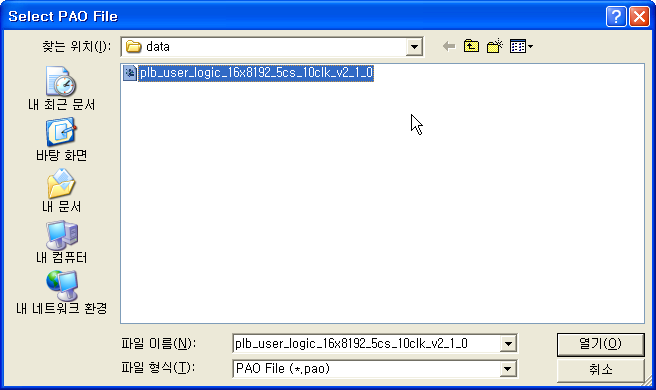 Select PAO File
찾는 위치(I):
data
plb_user_logic_16x8192_5cs_10clk_v2_1_0
내 최근 문서
바탕 화면
내 문서
내 컴퓨터
내 네트워크 환경
파일 이름(N):
plb_user_logic_16x8192_5cs_10clk_v2_1_0
열기(O)
파일 형식(T):
PAO File (*.pao)
취소